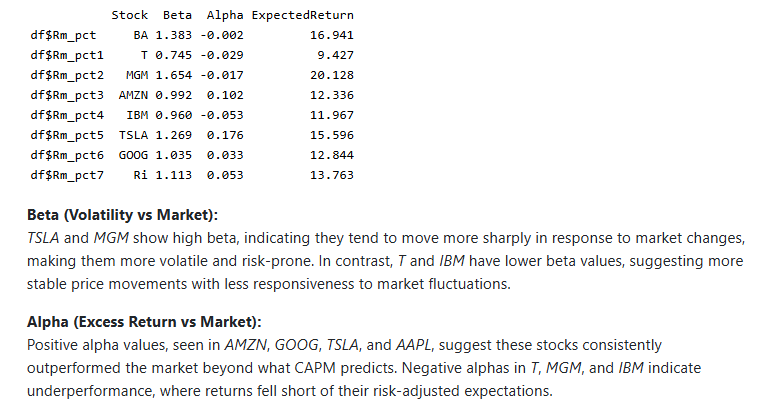 Stock Beta Alpha ExpectedReturn
df$Rm_pct BA 1.383 -0.002 16.941
df$Rm_pct1 T 0.745 -0.029 9.427
df$Rm_pct2 MGM 1.654 -0.017 20.128
df$Rm_pct3 AMZN 0.992 0.102 12.336
df$Rm_pct4 IBM 0.960 -0.053 11.967
df$Rm_pct5 TSLA 1.269 0.176 15.596
df$Rm_pct6 GOOG 1.035 0.033 12.844
df$Rm_pct7 Ri 1.113 0.053 13.763
Beta (Volatility vs Market):
TSLA and MGM show high beta, indicating they tend to move more sharply in response to market changes,
making them more volatile and risk-prone. In contrast, T and IBM have lower beta values, suggesting more
stable price movements with less responsiveness to market fluctuations.
Alpha (Excess Return vs Market):
Positive alpha values, seen in AMZN, GOOG, TSLA, and AAPL, suggest these stocks consistently
outperformed the market beyond what CAPM predicts. Negative alphas in T, MGM, and IBM indicate
underperformance, where returns fell short of their risk-adjusted expectations.